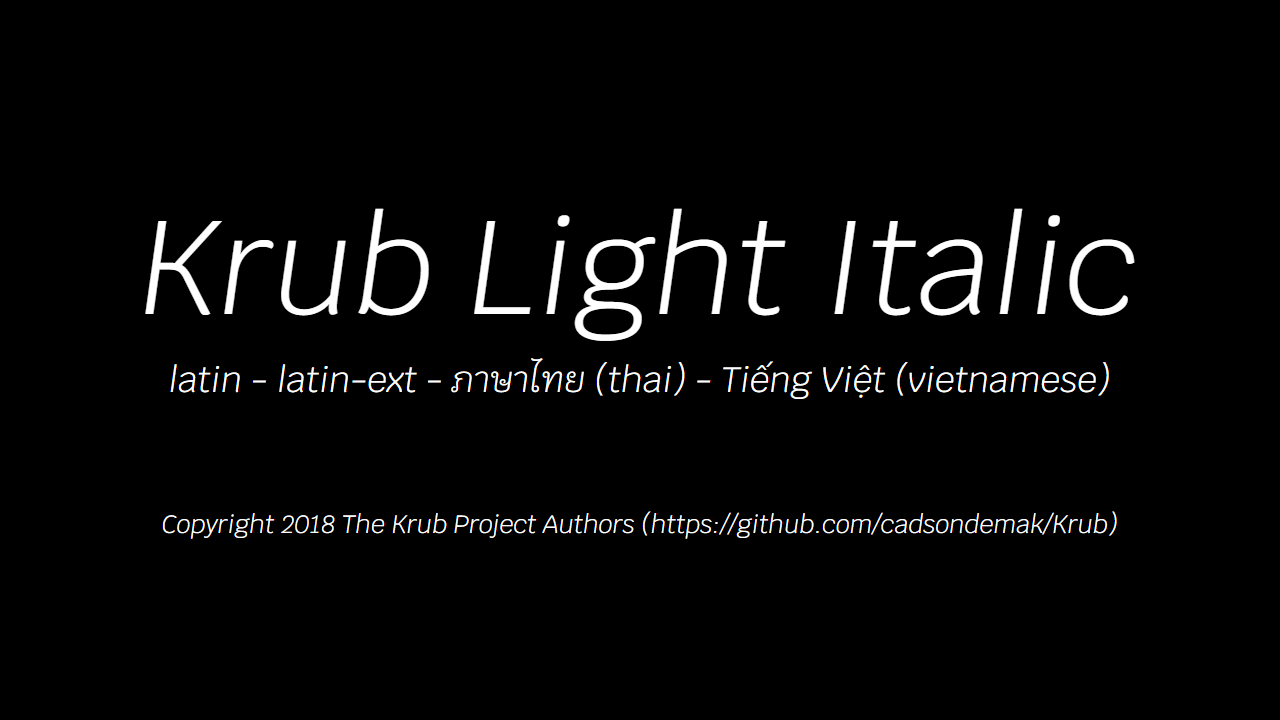 Krub Light Italic
latin - latin-ext - ภาษาไทย (thai) - Tiếng Việt (vietnamese)
Copyright 2018 The Krub Project Authors (https://github.com/cadsondemak/Krub)